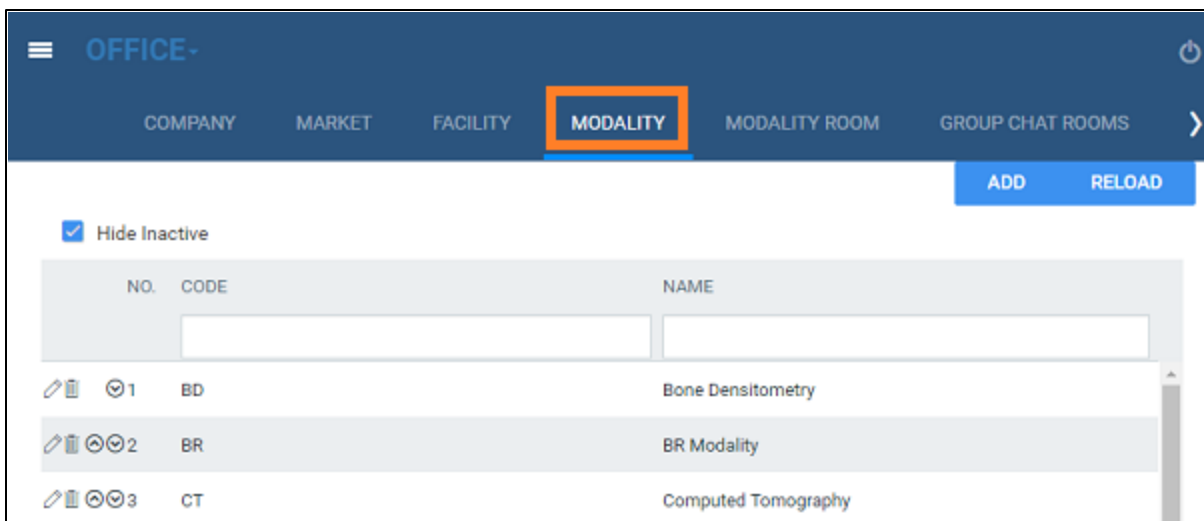 OFFICE
COMPANY MARKET FACILITY MODALITY MODALITY ROOM GROUP CHAT ROOMS
ADD RELOAD
Hide Inactive
NO. CODE NAME
1 BD Bone Densitometry
2 BR BR Modality
3 CT Computed Tomography